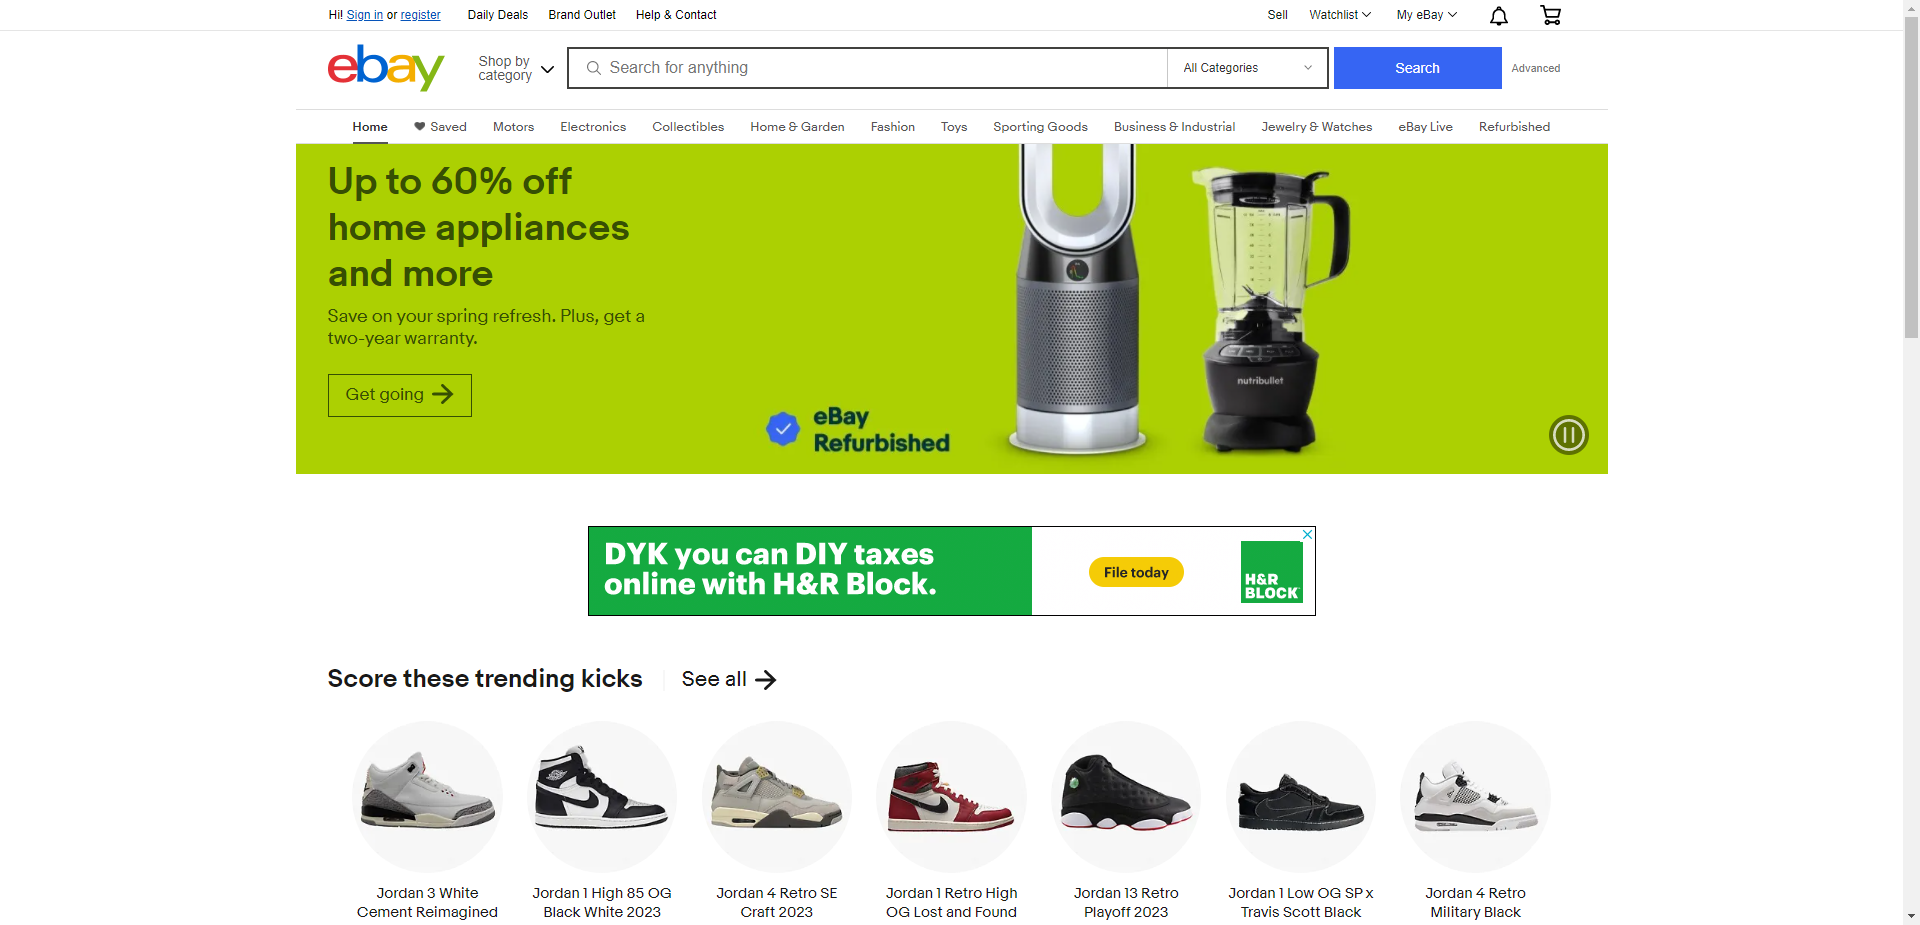 Hi! Sign in or register
Daily Deals
Brand Outlet
Help & Contact
Sell
Watchlist
My eBay
ebay
Shop by
category
Search for anything
All Categories
Search
Advanced
Home
Saved
Motors
Electronics
Collectibles
Home & Garden
Fashion
Toys
Sporting Goods
Business & Industrial
Jewelry & Watches
eBay Live
Refurbished
Up to 60% off
home appliances
and more
Save on your spring refresh. Plus, get a
two-year warranty.
Get going
eBay
Refurbished
nutribullet
DYK you can DIY taxes
online with H&R Block.
File today
H&R
BLOCK
Score these trending kicks
See all
Jordan 3 White
Cement Reimagined
Jordan 1 High 85 OG
Black White 2023
Jordan 4 Retro SE
Craft 2023
Jordan 1 Retro High
OG Lost and Found
Jordan 13 Retro
Playoff 2023
Jordan 1 Low OG SP x
Travis Scott Black
Jordan 4 Retro
Military Black